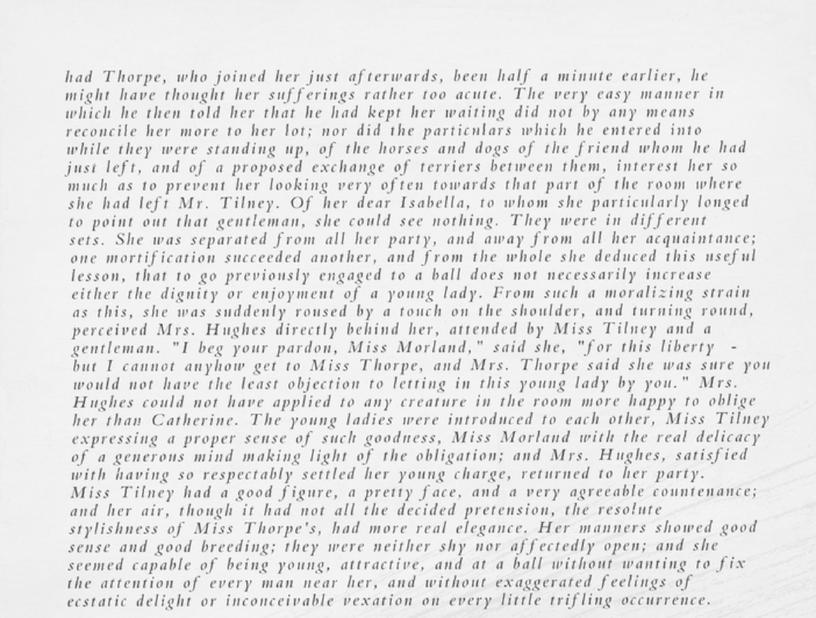 had Thorpe, who joined her just afterwards, been half a minute earlier, he
might have thought her sufferings rather too acute. The very easy manner in
which he then told her that he had kept her waiting did not by any means
reconcile her more to her lot; nor did the particulars which he entered into
while they were standing up, of the horses and dogs of the friend whom he had
just left, and of a proposed exchange of terriers between them, interest her so
much as to prevent her looking very often towards that part of the room where
she had left Mr. Tilney. Of her dear Isabella, to whom she particularly longed
to point out that gentleman, she could see nothing. They were in different
sets. She was separated from all her party, and away from all her acquaintance;
one mortification succeeded another, and from the whole she deduced this useful
lesson, that to go previously engaged to a ball does not necessarily increase
either the dignity or enjoyment of a young lady. From such a moralizing strain
as this, she was suddenly roused by a touch on the shoulder, and turning round,
perceived Mrs. Hughes directly behind her, attended by Miss Tilney and a
gentleman. "I beg your pardon, Miss Morland," said she, "for this liberty -
but I cannot anyhow get to Miss Thorpe, and Mrs. Thorpe said she was sure you
would not have the least objection to letting in this young lady by you." Mrs.
Hughes could not have applied to any creature in the room more happy to oblige
her than Catherine. The young ladies were introduced to each other, Miss Tilney
expressing a proper sense of such goodness, Miss Morland with the real delicacy
of a generous mind making light of the obligation; and Mrs. Hughes, satisfied
with having so respectably settled her young charge, returned to her party.
Miss Tilney had a good figure, a pretty face, and a very agreeable countenance;
and her air, though it had not all the decided pretension, the resolute
stylishness of Miss Thorpe's, had more real elegance. Her manners showed good
sense and good breeding; they were neither shy nor affectedly open; and she
seemed capable of being young, attractive, and at a ball without wanting to fix
the attention of every man near her, and without exaggerated feelings of
ecstatic delight or inconceivable vexation on every little trifling occurrence.